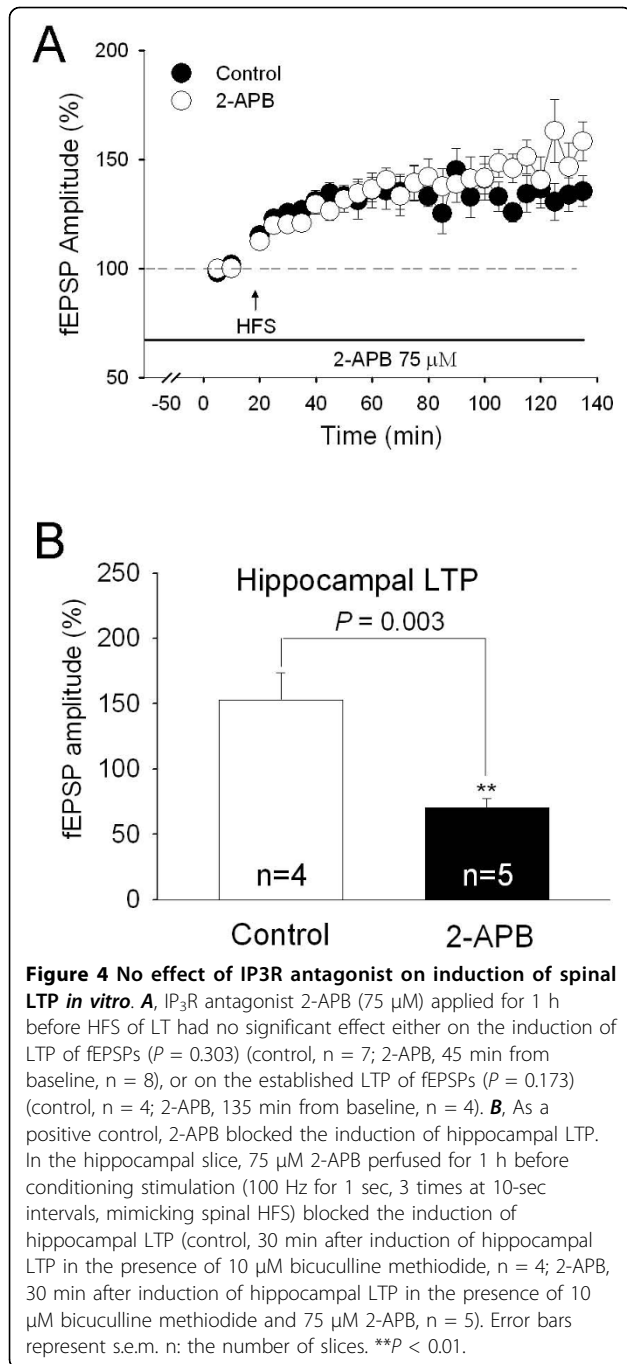 A
200
150
100
50
fEPSP Amplitude (%)
Control
2-APB
HFS
2-APB 75 μM
-50 0 20 40 60 80 100 120 140
Time (min)
B
250
200
150
100
50
0
fEPSP amplitude (%)
Hippocampal LTP
P = 0.003
**
n=4 n=5
Control 2-APB
Figure 4 No effect of IP3R antagonist on induction of spinal
LTP in vitro. A, IP₃R antagonist 2-APB (75 μM) applied for 1 h
before HFS of LT had no significant effect either on the induction of
LTP of fEPSPs (P = 0.303) (control, n = 7; 2-APB, 45 min from
baseline, n = 8), or on the established LTP of fEPSPs (P = 0.173)
(control, n = 4; 2-APB, 135 min from baseline, n = 4). B, As a
positive control, 2-APB blocked the induction of hippocampal LTP.
In the hippocampal slice, 75 μM 2-APB perfused for 1 h before
conditioning stimulation (100 Hz for 1 sec, 3 times at 10-sec
intervals, mimicking spinal HFS) blocked the induction of
hippocampal LTP (control, 30 min after induction of hippocampal
LTP in the presence of 10 μM bicuculline methiodide, n = 4; 2-APB,
30 min after induction of hippocampal LTP in the presence of 10
μM bicuculline methiodide and 75 μM 2-APB, n = 5). Error bars
represent s.e.m. n: the number of slices. **P < 0.01.